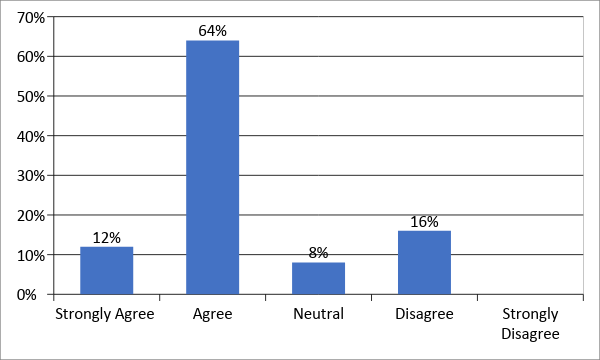 70%
60%
50%
40%
30%
20%
10%
0%
12%
64%
8%
16%
Strongly Agree
Agree
Neutral
Disagree
Strongly
Disagree